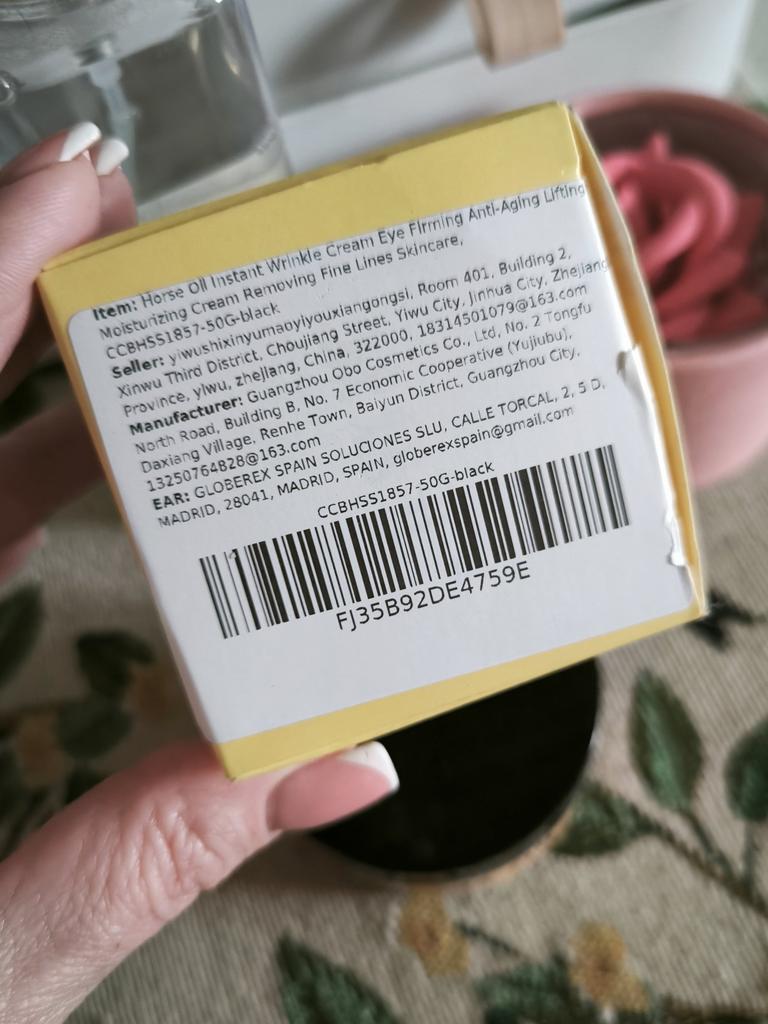 Item: Horse Oil Instant Wrinkle Cream Eye Firming Anti-Aging Lifting
Moisturizing Cream Removing Fine Lines Skincare,
CCBHSS1857-50G-black
Seller: yiwushixinyumaoyiyouxiangongsi, Room 401, Building 2,
Xinwu Third District, Choujiang Street, Yiwu City, Jinhua City, Zhejiang
Province, yiwu, zhejiang, China, 322000, 18314501079@163.com
Manufacturer: Guangzhou Obo Cosmetics Co., Ltd, No. 2 Tongfu
North Road, Building B, No. 7 Economic Cooperative (Yujiubu),
Daxiang Village, Renhe Town, Baiyun District, Guangzhou City,
13250764828@163.com
EAR: GLOBEREX SPAIN SOLUCIONES SLU, CALLE TORCAL, 2, 5 D,
MADRID, 28041, MADRID, SPAIN, globerexspain@gmail.com
CCBHSS1857-50G-black
FJ35B92DE4759E